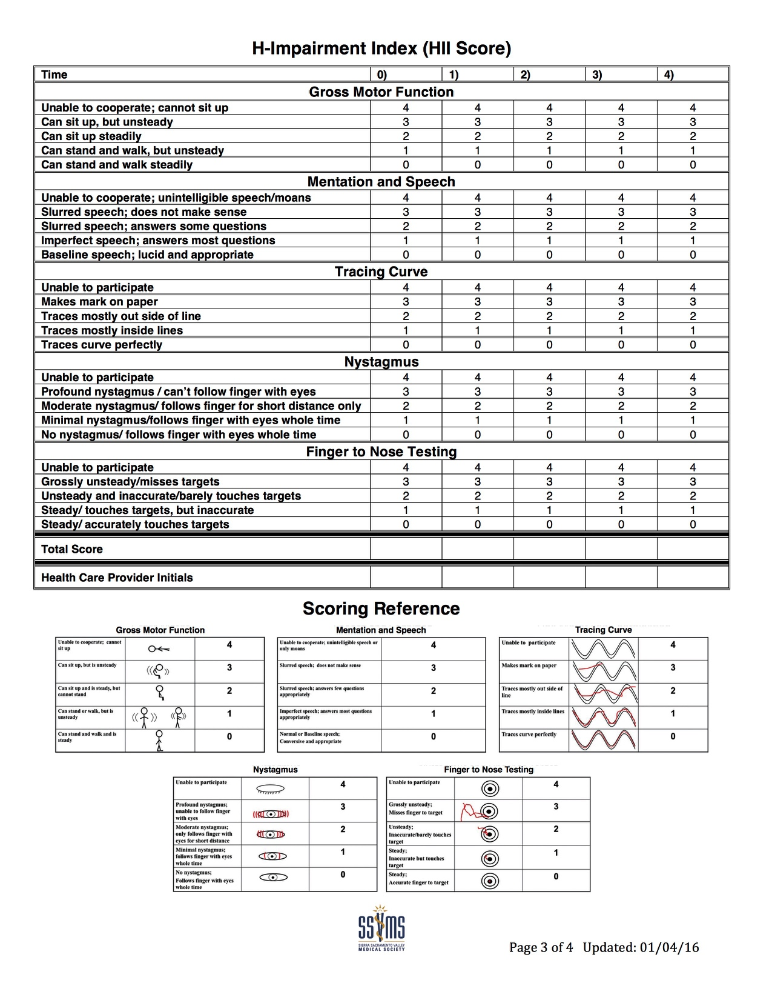 H-Impairment Index (HII Score)
Time 0) 1) 2) 3) 4)
Gross Motor Function
Unable to cooperate; cannot sit up 4 4 4 4 4
Can sit up, but unsteady 3 3 3 3 3
Can sit up steadily 2 2 2 2 2
Can stand and walk, but unsteady 1 1 1 1 1
Can stand and walk steadily 0 0 0 0 0
Mentation and Speech
Unable to cooperate; unintelligible speech/moans 4 4 4 4 4
Slurred speech; does not make sense 3 3 3 3 3
Slurred speech; answers some questions 2 2 2 2 2
Imperfect speech; answers most questions 1 1 1 1 1
Baseline speech; lucid and appropriate 0 0 0 0 0
Tracing Curve
Unable to participate 4 4 4 4 4
Makes mark on paper 3 3 3 3 3
Traces mostly out side of line 2 2 2 2 2
Traces mostly inside lines 1 1 1 1 1
Traces curve perfectly 0 0 0 0 0
Nystagmus
Unable to participate 4 4 4 4 4
Profound nystagmus / can’t follow finger with eyes 3 3 3 3 3
Moderate nystagmus/ follows finger for short distance only 2 2 2 2 2
Minimal nystagmus/follows finger with eyes whole time 1 1 1 1 1
No nystagmus/ follows finger with eyes whole time 0 0 0 0 0
Finger to Nose Testing
Unable to participate 4 4 4 4 4
Grossly unsteady/misses targets 3 3 3 3 3
Unsteady and inaccurate/barely touches targets 2 2 2 2 2
Steady/ touches targets, but inaccurate 1 1 1 1 1
Steady/ accurately touches targets 0 0 0 0 0
Total Score
Health Care Provider Initials
Scoring Reference
Gross Motor Function
Unable to cooperate; cannot
sit up
4
Can sit up, but is unsteady
3
Can sit up and is steady, but
cannot stand
2
Can stand or walk, but is
unsteady
1
Can stand and walk and is
steady
0
Mentation and Speech
Unable to cooperate; unintelligible speech or
only moans
4
Slurred speech; does not make sense
3
Slurred speech; answers few questions
appropriately
2
Imperfect speech; answers most questions
appropriately
1
Normal or Baseline speech;
Conversive and appropriate
0
Tracing Curve
Unable to participate
4
Makes mark on paper
3
Traces mostly out side of
line
2
Traces mostly inside lines
1
Traces curve perfectly
0
Nystagmus
Unable to participate
4
Profound nystagmus;
unable to follow finger
with eyes
3
Moderate nystagmus;
only follows finger with
eyes for short distance
2
Minimal nystagmus;
follows finger with eyes
whole time
1
No nystagmus;
Follows finger with eyes
whole time
0
Finger to Nose Testing
Unable to participate
4
Grossly unsteady;
Misses finger to target
3
Unsteady;
Inaccurate/barely touches
target
2
Steady;
Inaccurate but touches
target
1
Steady;
Accurate finger to target
0
SSVMS
SIERRA SACRAMENTO VALLEY
MEDICAL SOCIETY
Page 3 of 4 Updated: 01/04/16